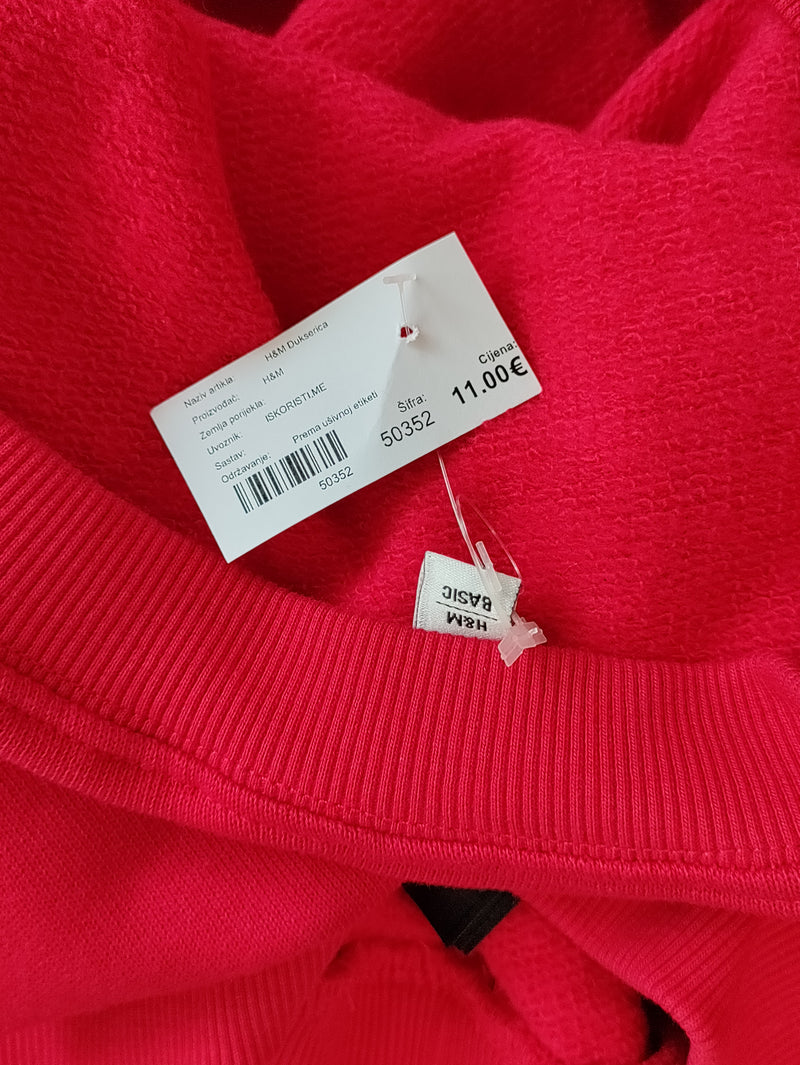 Naziv artikla: H&M Dukserica
Proizvođač: H&M
Zemlja porijekla:
Uvoznik: ISKORISTI.ME
Sastav:
Održavanje: Prema ušivnoj etiketi
50352
Šifra:
50352
Cijena:
11.00€
H&M
BASIC